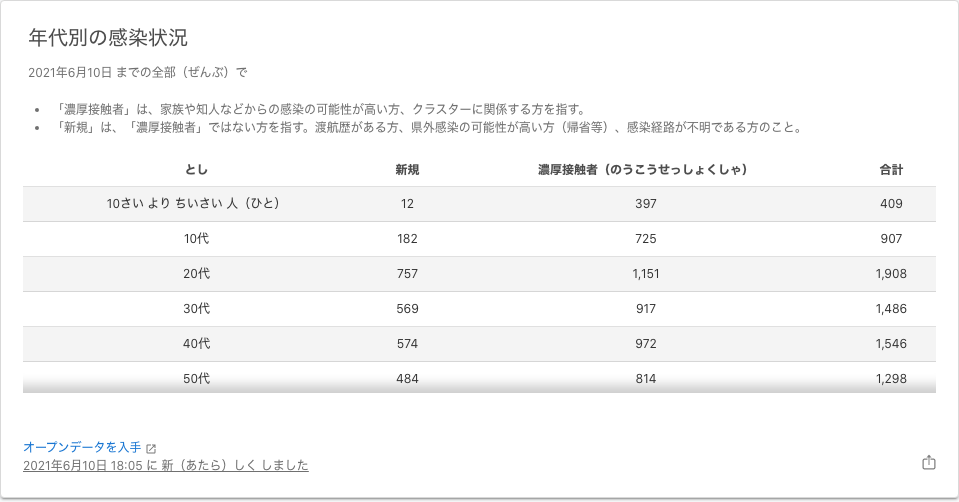 年代別の感染状況
2021年6月10日 までの全部（ぜんぶ）で
• 「濃厚接触者」は、家族や知人などからの感染の可能性が高い方、クラスターに関係する方を指す。
• 「新規」は、「濃厚接触者」ではない方を指す。渡航歴がある方、県外感染の可能性が高い方（帰省等）、感染経路が不明である方のこと。
とし 新規 濃厚接触者（のうこうせっしょくしゃ） 合計
10さい より ちいさい 人（ひと） 12 397 409
10代 182 725 907
20代 757 1,151 1,908
30代 569 917 1,486
40代 574 972 1,546
50代 484 814 1,298
オープンデータを入手
2021年6月10日 18:05 に 新（あたら）しく しました